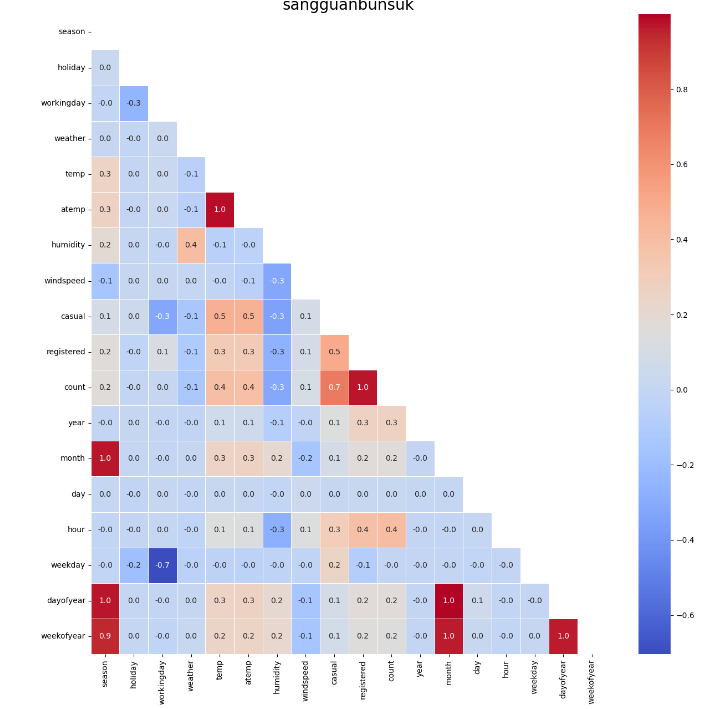 sangguanbunsuk
season
holiday 0.0
workingday -0.0 -0.3
weather 0.0 -0.0 0.0
temp 0.3 0.0 0.0 -0.1
atemp 0.3 -0.0 0.0 -0.1 1.0
humidity 0.2 0.0 -0.0 0.4 -0.1 -0.0
windspeed -0.1 0.0 0.0 0.0 -0.0 -0.1 -0.3
casual 0.1 0.0 -0.3 -0.1 0.5 0.5 -0.3 0.1
registered 0.2 -0.0 0.1 -0.1 0.3 0.3 -0.3 0.1 0.5
count 0.2 -0.0 0.0 -0.1 0.4 0.4 -0.3 0.1 0.7 1.0
year -0.0 0.0 -0.0 -0.0 0.1 0.1 -0.1 -0.0 0.1 0.3 0.3
month 1.0 0.0 -0.0 0.0 0.3 0.3 0.2 -0.2 0.1 0.2 0.2 -0.0
day 0.0 -0.0 0.0 -0.0 0.0 0.0 -0.0 0.0 0.0 0.0 0.0 0.0 0.0
hour -0.0 -0.0 0.0 -0.0 0.1 0.1 -0.3 0.1 0.3 0.4 0.4 -0.0 -0.0 0.0
weekday -0.0 -0.2 -0.7 -0.0 -0.0 -0.0 -0.0 -0.0 0.2 -0.1 -0.0 -0.0 -0.0 -0.0 -0.0
dayofyear 1.0 0.0 -0.0 0.0 0.3 0.3 0.2 -0.1 0.1 0.2 0.2 -0.0 1.0 0.1 -0.0 -0.0
weekofyear 0.9 0.0 -0.0 0.0 0.2 0.2 0.2 -0.1 0.1 0.2 0.2 -0.0 1.0 0.0 -0.0 0.0 1.0
season holiday workingday weather temp atemp humidity windspeed casual registered count year month day hour weekday dayofyear weekofyear
0.8
0.6
0.4
0.2
0.0
−0.2
−0.4
−0.6